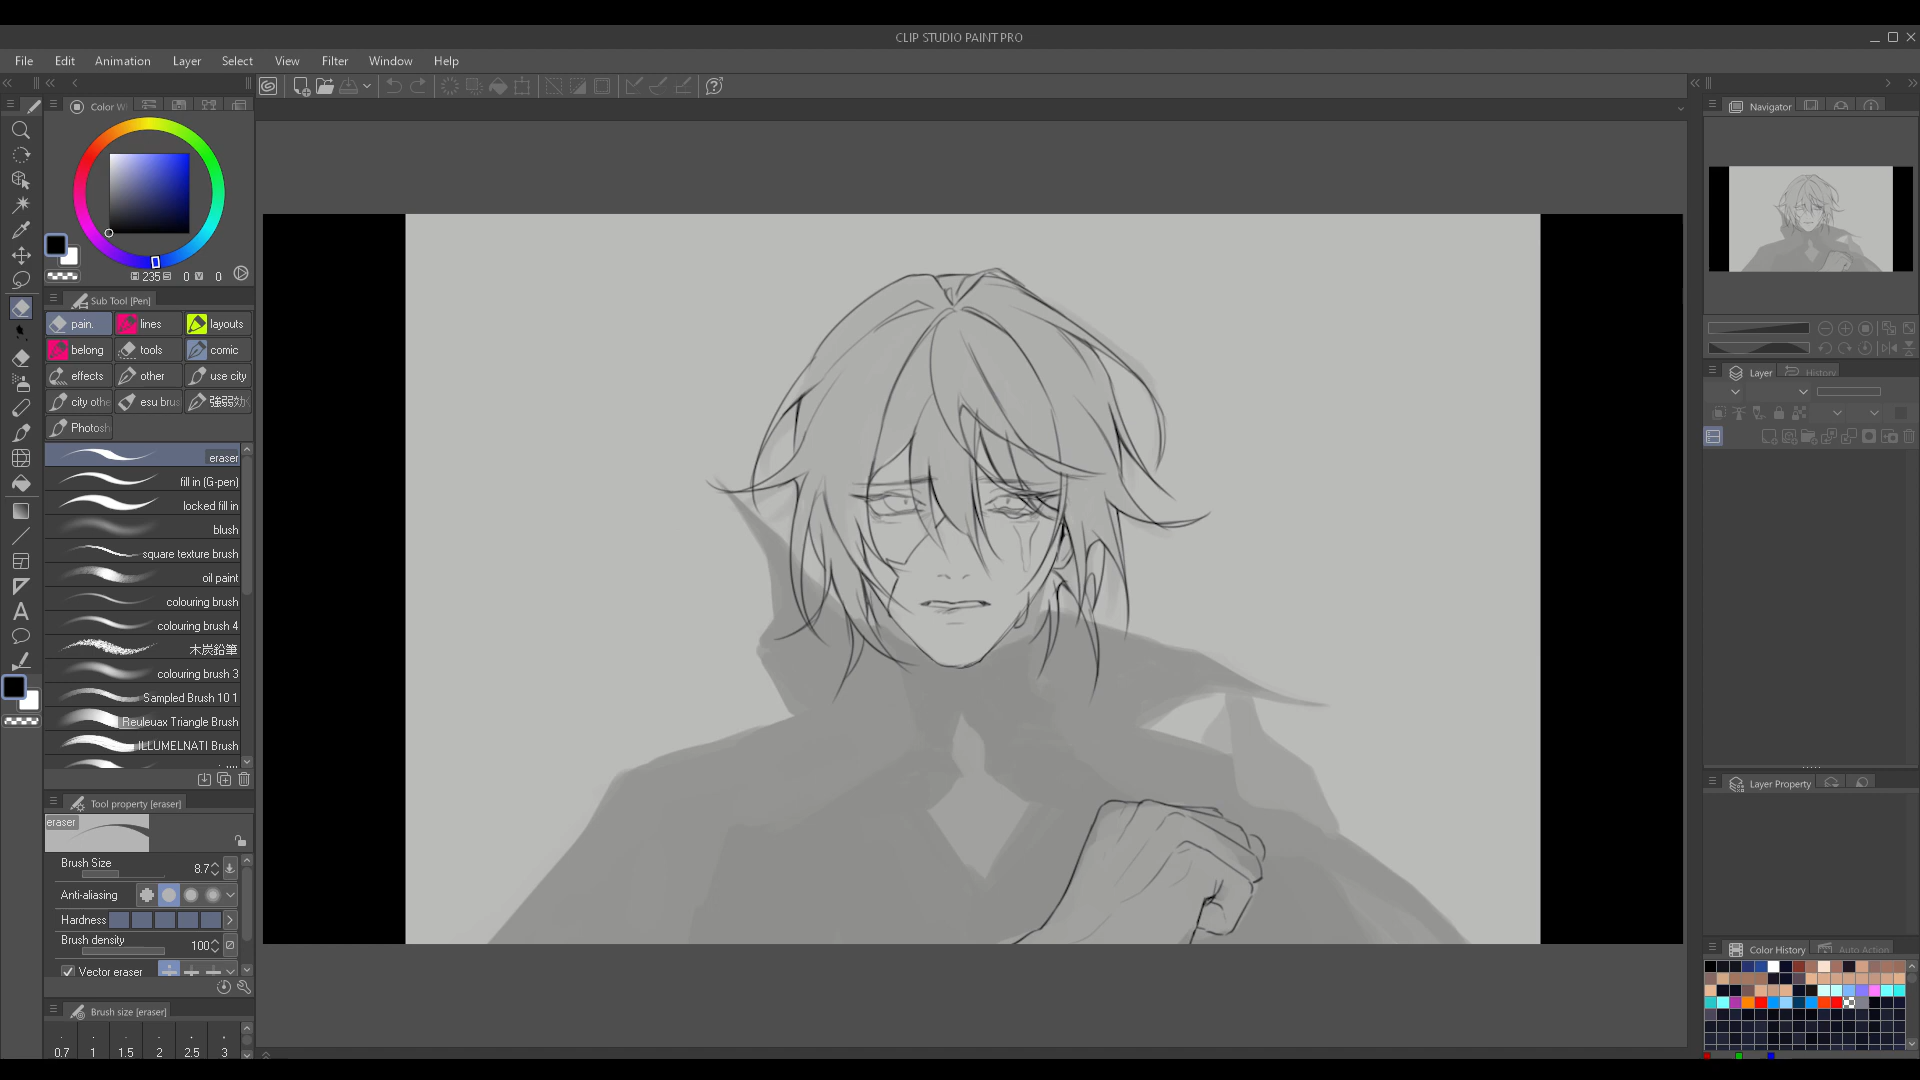 CLIP STUDIO PAINT PRO
File Edit Animation Layer Select View Filter Window Help
Color W
Navigator
235 0 0
Sub Tool [Pen]
pain. lines layouts
belong tools comic
effects other use city
city othe esu brus 強弱効
Photosh
eraser
fill in (G-pen)
locked fill in
blush
square texture brush
oil paint
colouring brush
colouring brush 4
木炭鉛筆
colouring brush 3
Sampled Brush 10 1
Reuleuax Triangle Brush
ILLUMELNATI Brush
Tool property [eraser]
eraser
Brush Size 8.7
Anti-aliasing
Hardness
Brush density 100
Vector eraser
Brush size [eraser]
0.7 1 1.5 2 2.5 3
Layer History
Layer Property
Color History Auto Action